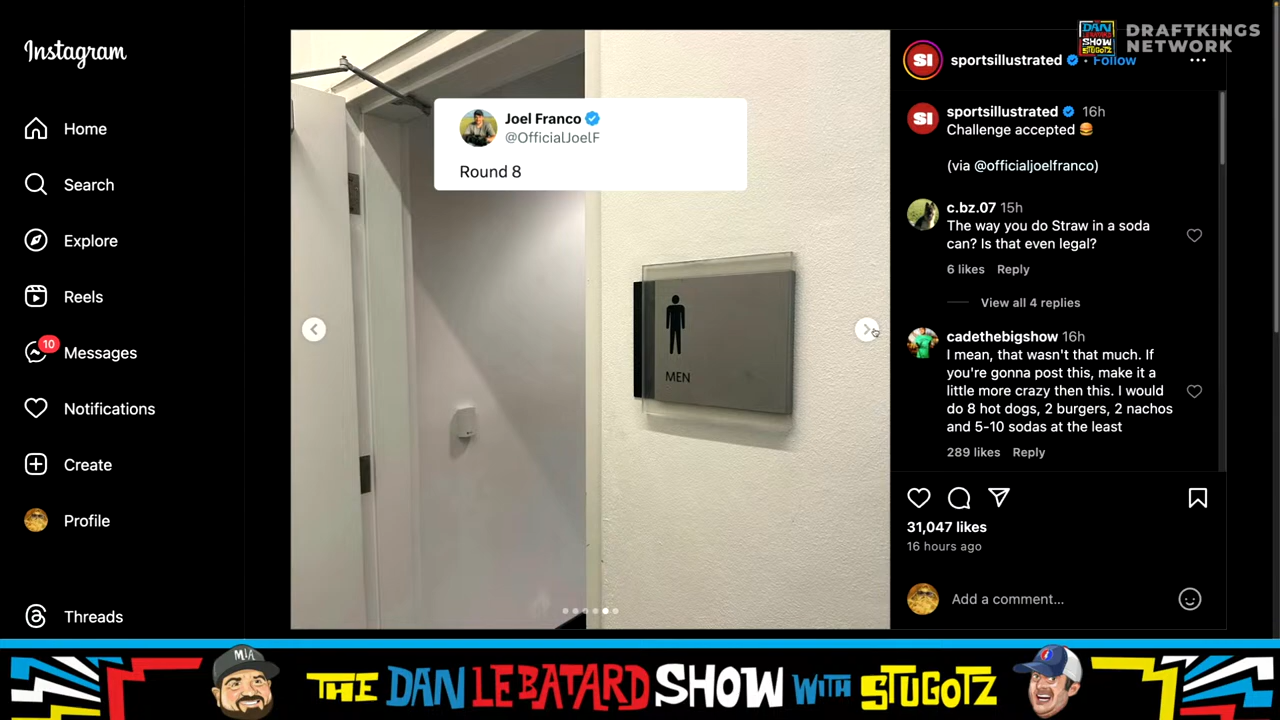 Instagram
Home
Search
Explore
Reels
10
Messages
Notifications
Create
Profile
Threads
Joel Franco
@OfficialJoelF
Round 8
MEN
DAN
LEBATARD
SHOW
STUGOTZ
DRAFTKINGS
NETWORK
SI
sportsillustrated • Follow
SI
sportsillustrated 16h
Challenge accepted 🍔
(via @officialjoelfranco)
c.bz.07 15h
The way you do Straw in a soda
can? Is that even legal?
6 likes Reply
View all 4 replies
cadethebigshow 16h
I mean, that wasn't that much. If
you're gonna post this, make it a
little more crazy then this. I would
do 8 hot dogs, 2 burgers, 2 nachos
and 5-10 sodas at the least
289 likes Reply
31,047 likes
16 hours ago
Add a comment...
MIA
THE DAN LEBATARD SHOW WITH STUGOTZ